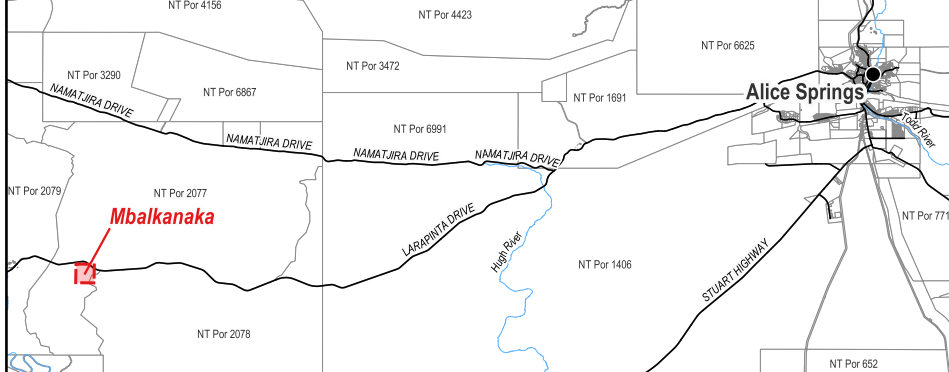 NT Por 4156
NT Por 4423
NT Por 6625
NT Por 3472
NT Por 3290
NT Por 6867
NAMATJIRA DRIVE
NT Por 1691
Alice Springs
NT Por 6991
Todd River
NAMATJIRA DRIVE
NAMATJIRA DRIVE
NAMATJIRA DRIVE
NT Por 2079
NT Por 2077
Mbalkanaka
NT Por 771
LARAPINTA DRIVE
Hugh River
NT Por 1406
STUART HIGHWAY
NT Por 2078
NT Por 652